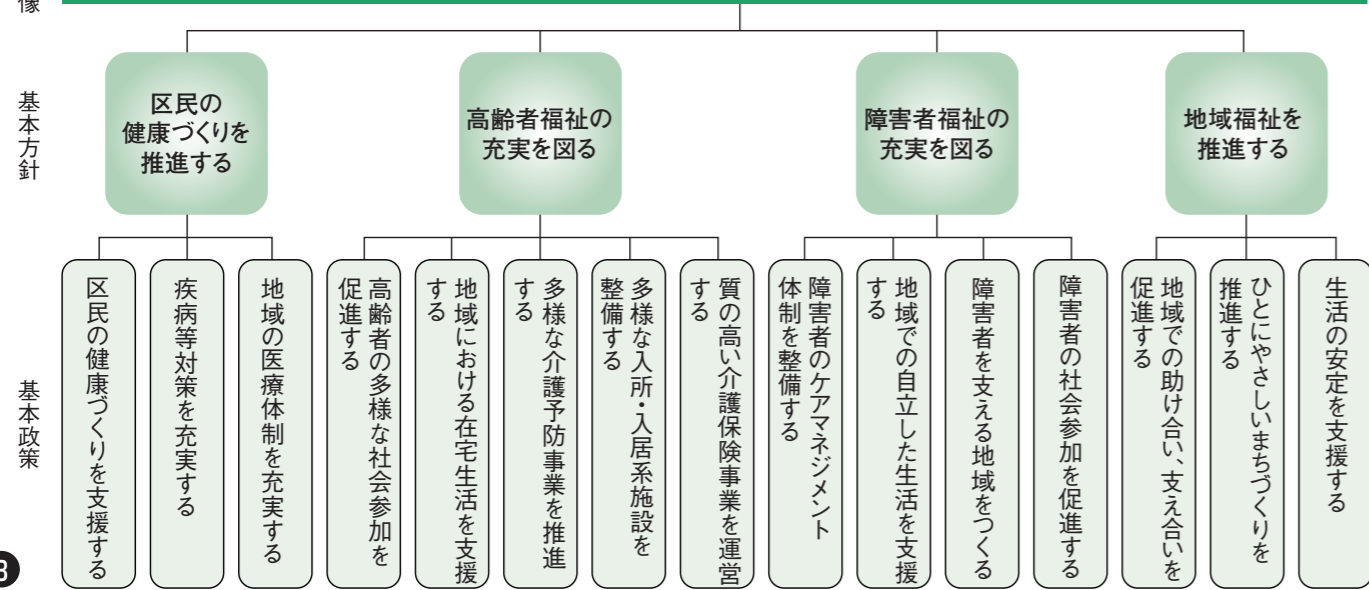 像
基本方針
区民の
健康づくりを
推進する
高齢者福祉の
充実を図る
障害者福祉の
充実を図る
地域福祉を
推進する
基本政策
区民の健康づくりを支援する
疾病等対策を充実する
地域の医療体制を充実する
高齢者の多様な社会参加を
促進する
地域における在宅生活を支援
する
多様な介護予防事業を推進
する
多様な入所・入居系施設を
整備する
質の高い介護保険事業を運営
する
障害者のケアマネジメント
体制を整備する
地域での自立した生活を支援
する
障害者を支える地域をつくる
障害者の社会参加を促進する
地域での助け合い、支え合いを
促進する
ひとにやさしいまちづくりを
推進する
生活の安定を支援する
3